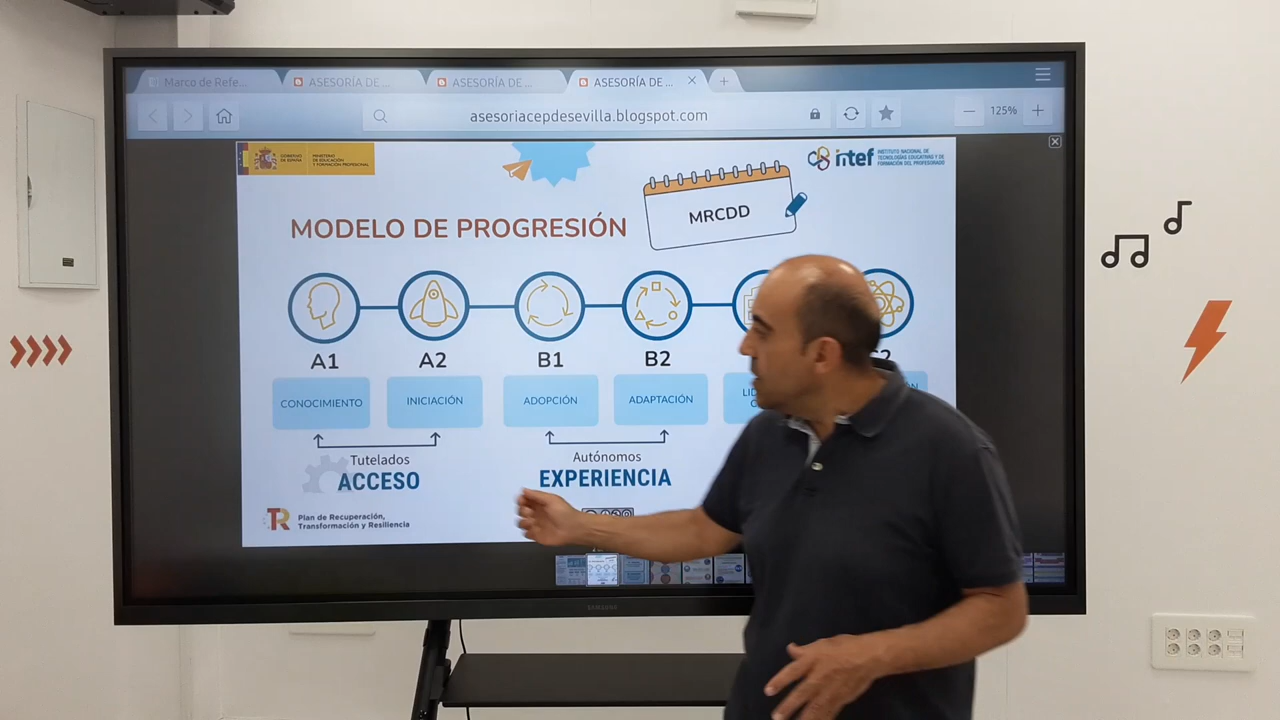 Marco de Refe...
ASESORÍA DE ...
ASESORÍA DE ...
ASESORÍA DE ...
asesoriacepdesevilla.blogspot.com
125%
GOBIERNO
DE ESPAÑA
MINISTERIO
DE EDUCACIÓN
Y FORMACIÓN PROFESIONAL
intef
INSTITUTO NACIONAL DE
TECNOLOGÍAS EDUCATIVAS Y DE
FORMACIÓN DEL PROFESORADO
MRCDD
MODELO DE PROGRESIÓN
A1
A2
B1
B2
CONOCIMIENTO
INICIACIÓN
ADOPCIÓN
ADAPTACIÓN
Tutelados
ACCESO
Autónomos
EXPERIENCIA
TR
Plan de Recuperación,
Transformación y Resiliencia
SAMSUNG